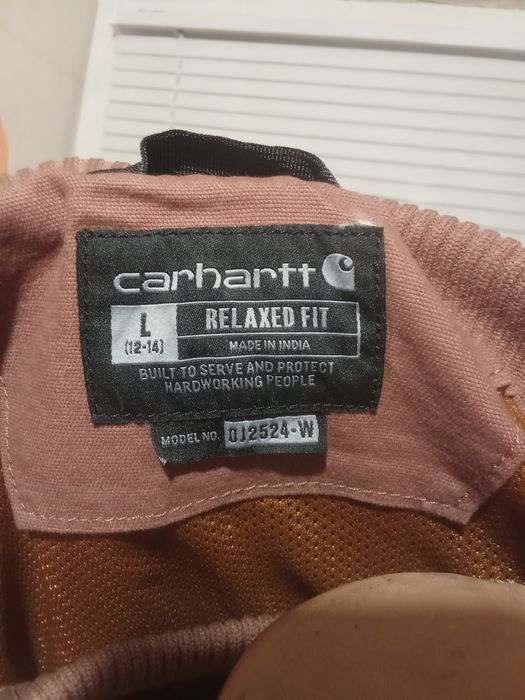 carhartt
L
(12-14)
RELAXED FIT
MADE IN INDIA
BUILT TO SERVE AND PROTECT
HARDWORKING PEOPLE
MODEL NO. OJ2524-W